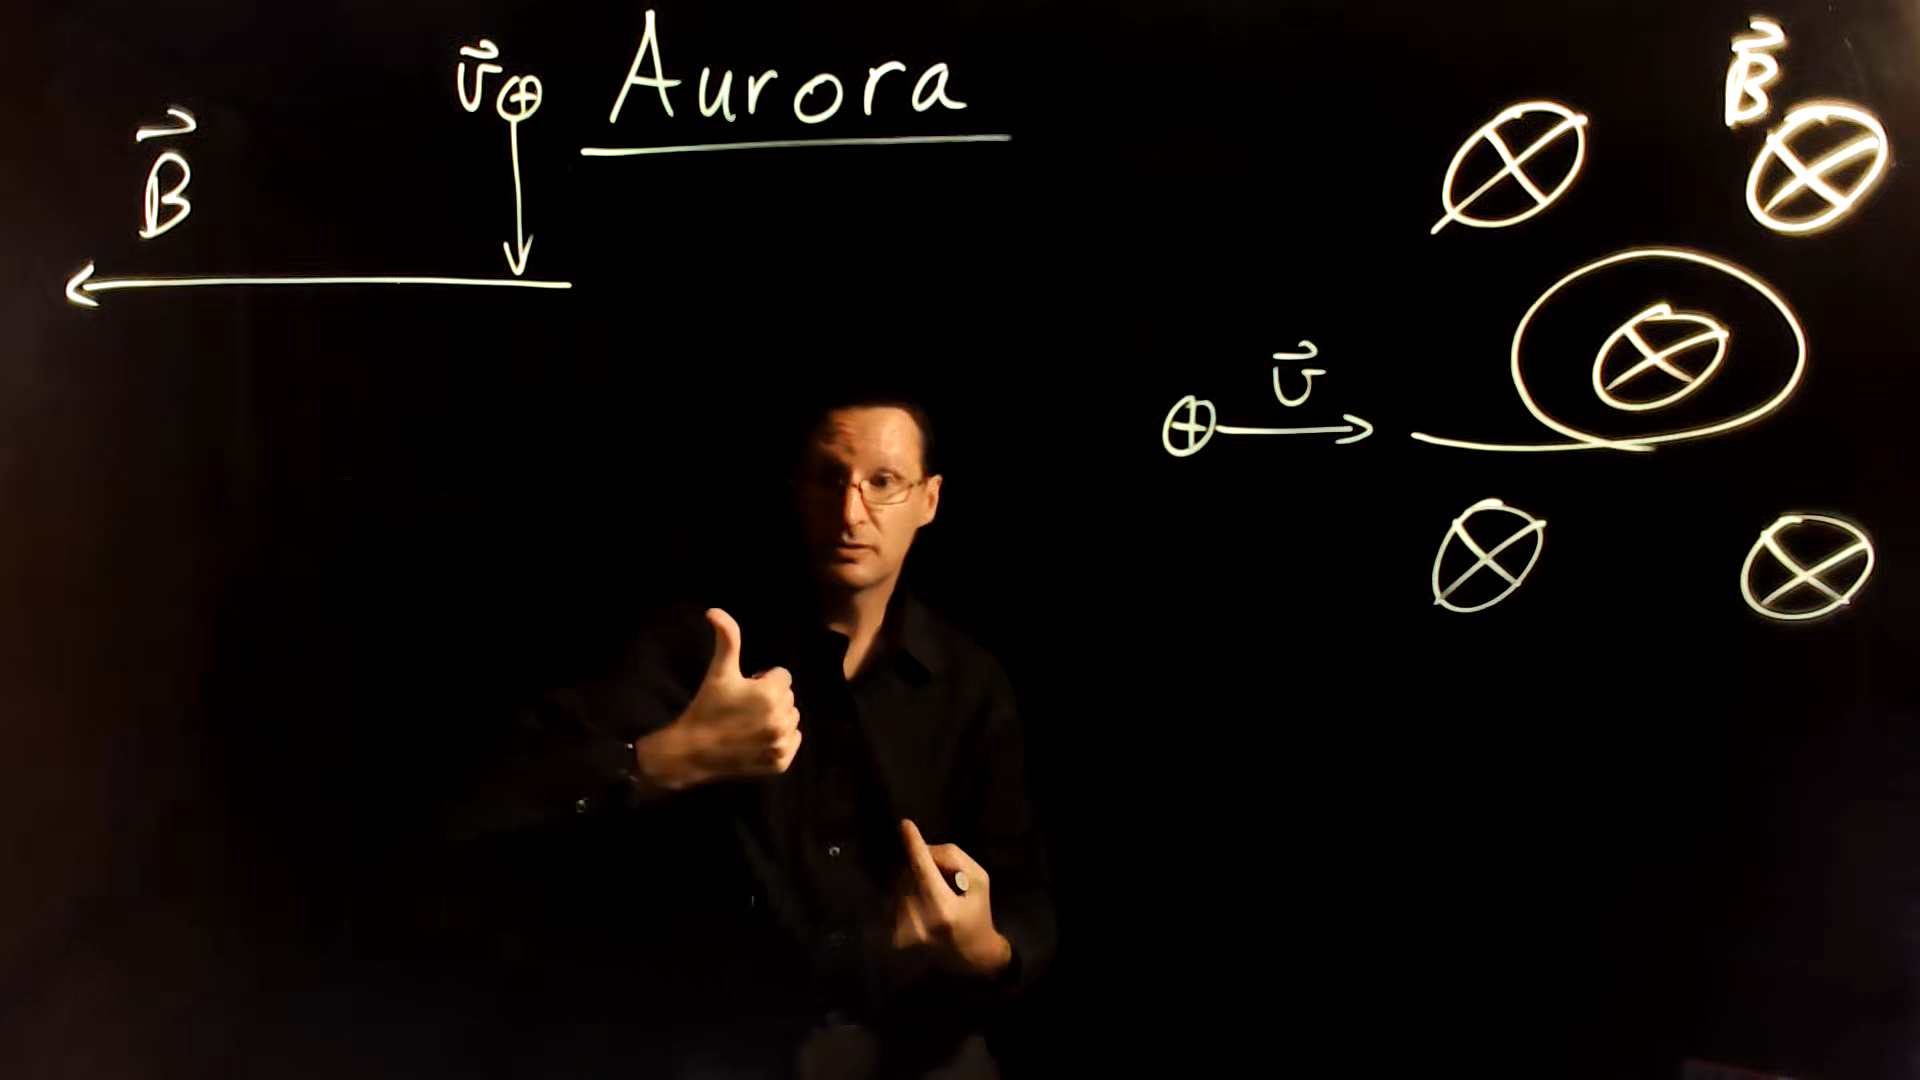 Aurora
v⃗ ⊕
B⃗
B⃗
⊕ v⃗